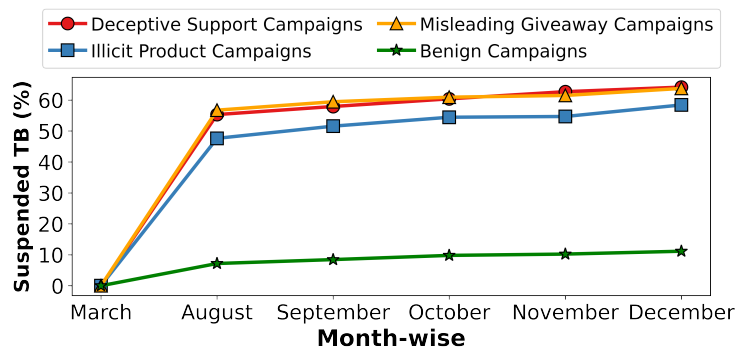 Deceptive Support Campaigns
Misleading Giveaway Campaigns
Illicit Product Campaigns
Benign Campaigns
Suspended TB (%)
60
50
40
30
20
10
0
March
August
September
October
November
December
Month-wise